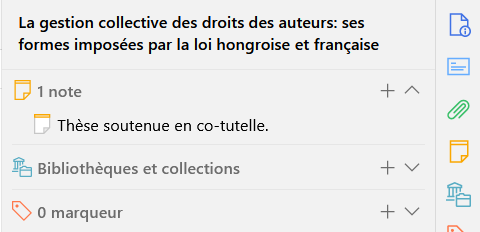 La gestion collective des droits des auteurs: ses
formes imposées par la loi hongroise et française
1 note
Thèse soutenue en co-tutelle.
Bibliothèques et collections
0 marqueur